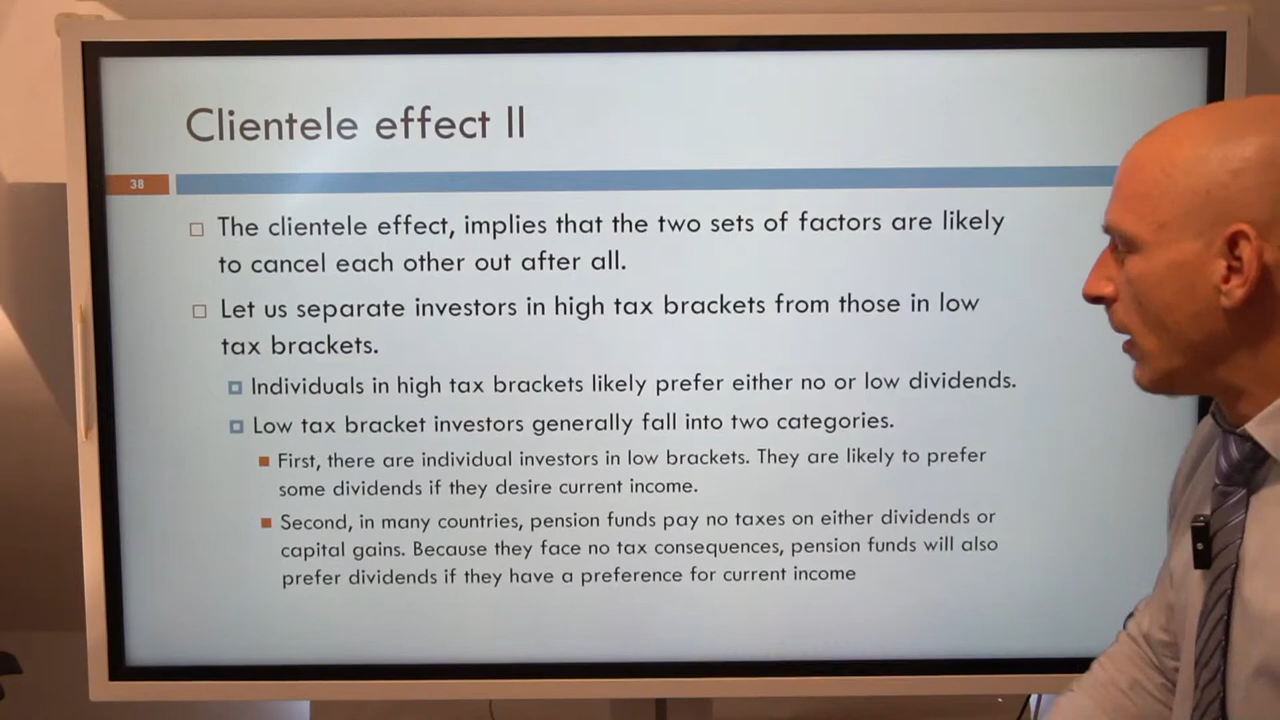 Clientele effect II
38
The clientele effect, implies that the two sets of factors are likely
to cancel each other out after all.
Let us separate investors in high tax brackets from those in low
tax brackets.
Individuals in high tax brackets likely prefer either no or low dividends.
Low tax bracket investors generally fall into two categories.
First, there are individual investors in low brackets. They are likely to prefer
some dividends if they desire current income.
Second, in many countries, pension funds pay no taxes on either dividends or
capital gains. Because they face no tax consequences, pension funds will also
prefer dividends if they have a preference for current income